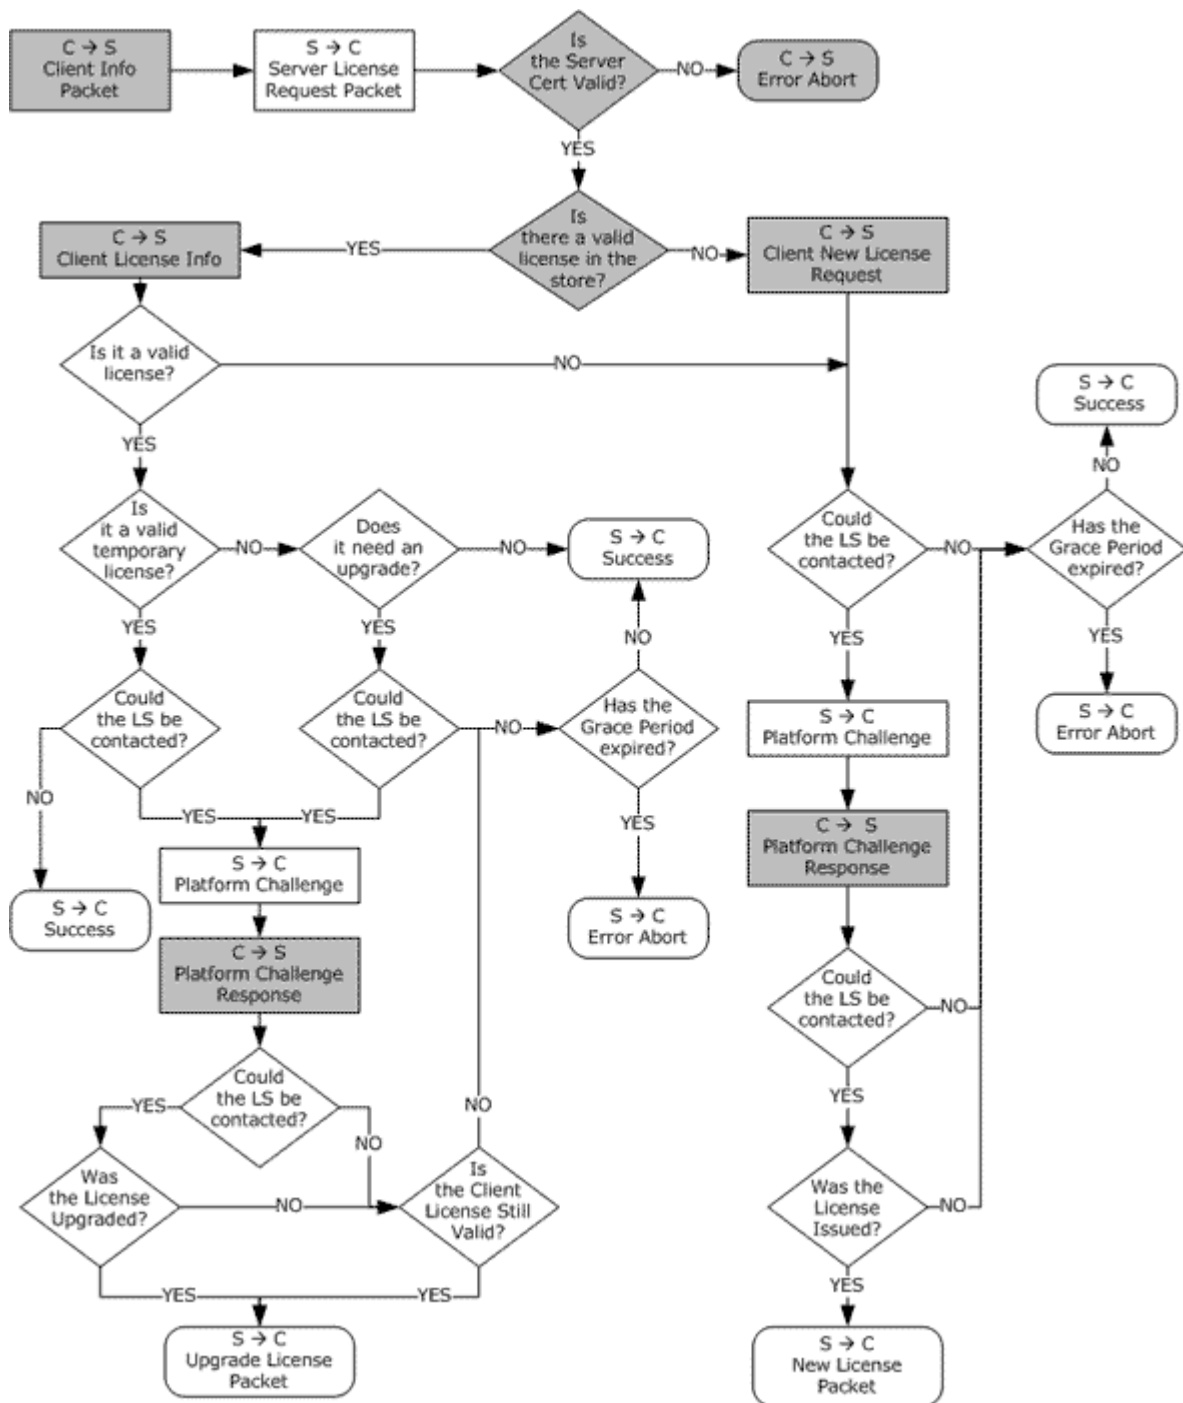 C → S
Client Info
Packet
S → C
Server License
Request Packet
Is
the Server
Cert Valid?
NO
C → S
Error Abort
YES
C → S
Client License Info
YES
Is
there a valid
license in the
store?
NO
C → S
Client New License
Request
Is it a valid
license?
NO
S → C
Success
YES
NO
Is
it a valid
temporary
license?
NO
Does
it need an
upgrade?
NO
S → C
Success
Could
the LS be
contacted?
NO
Has the
Grace Period
expired?
YES
YES
NO
YES
YES
Could
the LS be
contacted?
Could
the LS be
contacted?
NO
Has the
Grace Period
expired?
S → C
Platform Challenge
S → C
Error Abort
NO
YES
YES
YES
C → S
Platform Challenge
Response
S → C
Platform Challenge
S → C
Success
S → C
Error Abort
C → S
Platform Challenge
Response
Could
the LS be
contacted?
NO
Could
the LS be
contacted?
YES
NO
NO
YES
Was
the License
Upgraded?
NO
Is
the Client
License Still
Valid?
Was the
License
Issued?
NO
YES
YES
YES
S → C
Upgrade License
Packet
S → C
New License
Packet